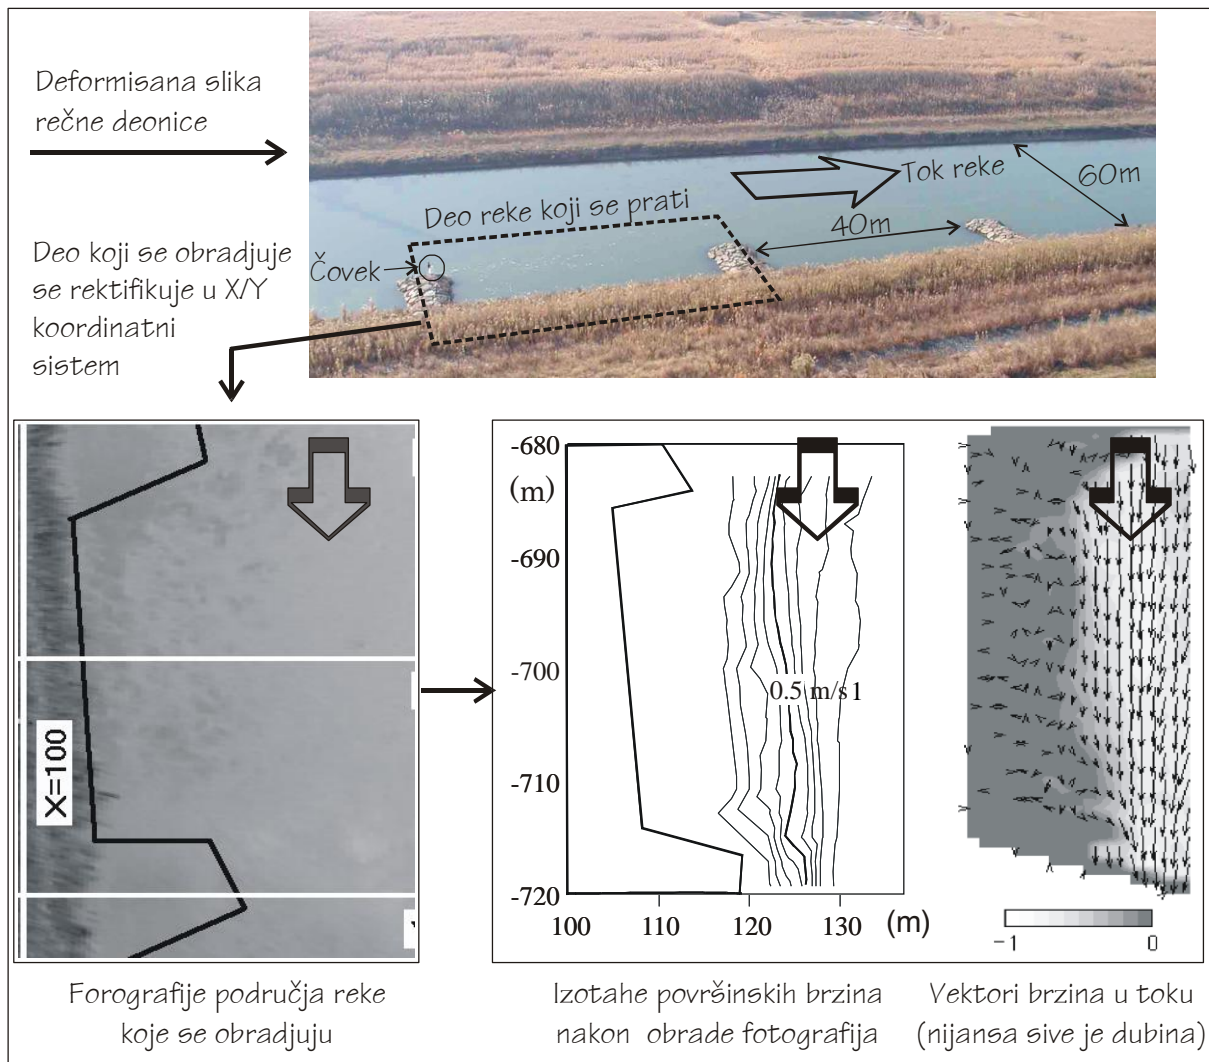 Deformisana slika
rečne deonice
Tok reke
60m
Deo reke koji se prati
40m
Deo koji se obradjuje
se rektifikuje u X/Y
koordinatni
sistem
Čovek
X=100
-680
(m)
-690
-700
-710
-720
0.5 m/s 1
100
110
120
130
(m)
-1
0
Forografije područja reke
koje se obradjuju
Izotahe površinskih brzina
nakon obrade fotografija
Vektori brzina u toku
(nijansa sive je dubina)